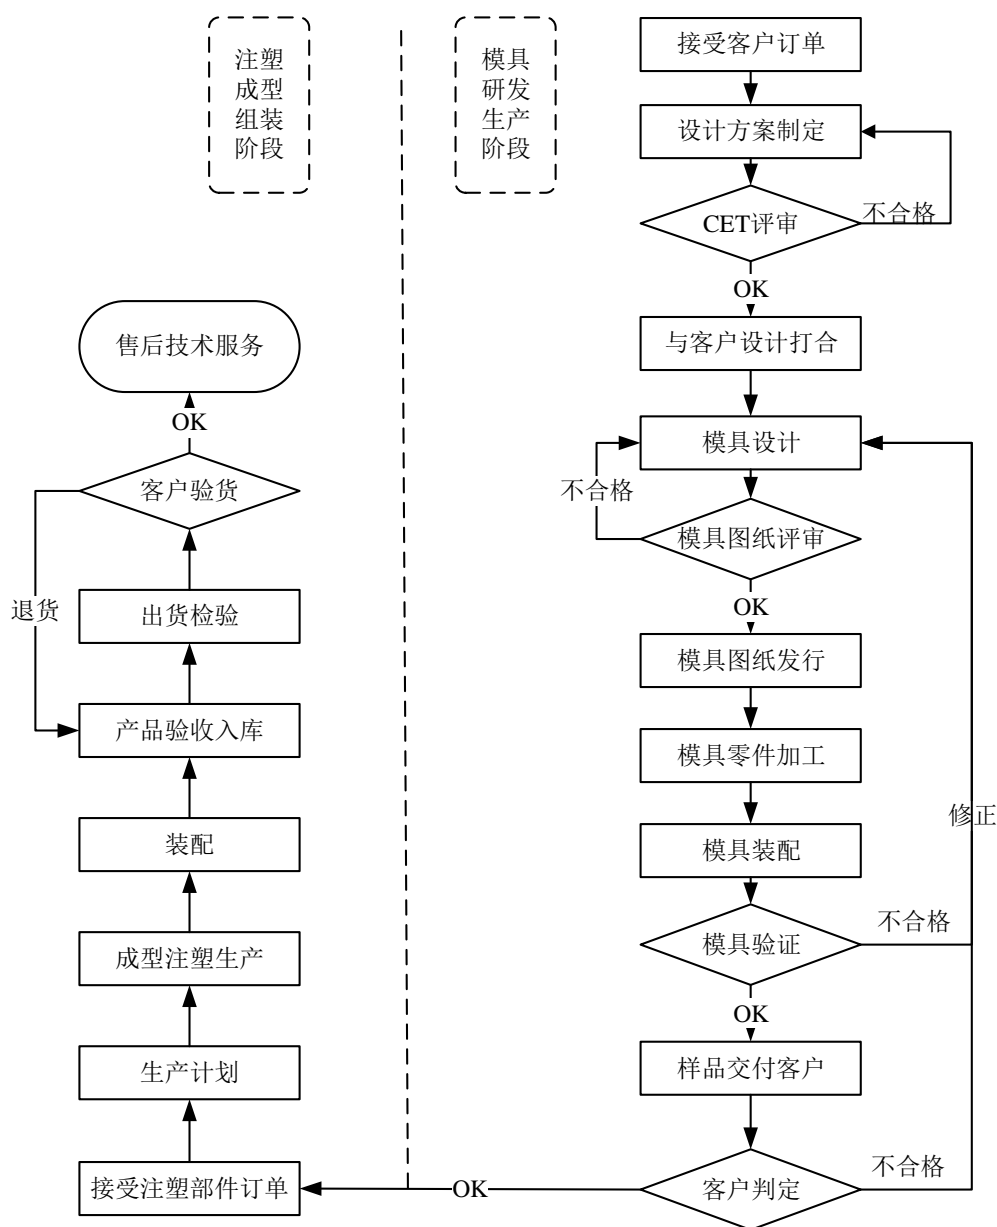 注塑
成型
组装
阶段
模具
研发
生产
阶段
接受客户订单
设计方案制定
CET评审
不合格
OK
与客户设计打合
模具设计
不合格
模具图纸评审
OK
模具图纸发行
模具零件加工
修正
模具装配
模具验证
不合格
OK
样品交付客户
客户判定
不合格
OK
接受注塑部件订单
生产计划
成型注塑生产
装配
产品验收入库
出货检验
退货
客户验货
OK
售后技术服务